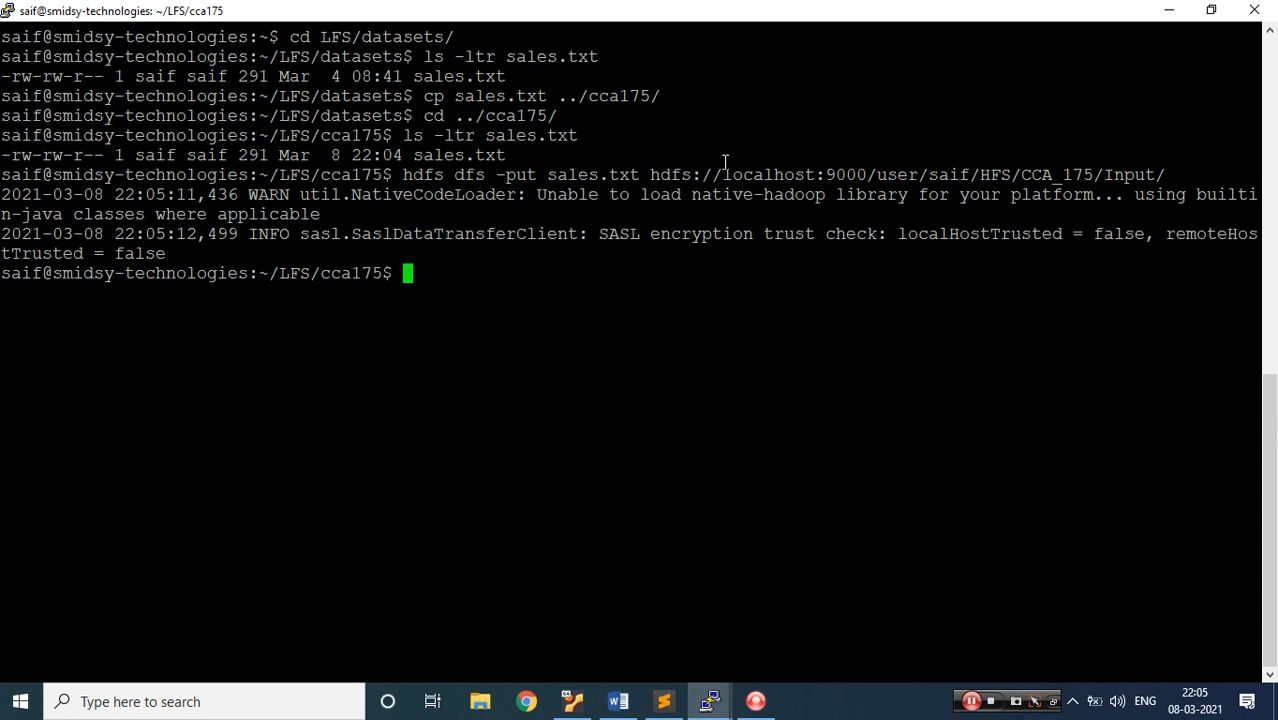 saif@smidsy-technologies: ~/LFS/cca175
saif@smidsy-technologies:~$ cd LFS/datasets/
saif@smidsy-technologies:~/LFS/datasets$ ls -ltr sales.txt
-rw-rw-r-- 1 saif saif 291 Mar  4 08:41 sales.txt
saif@smidsy-technologies:~/LFS/datasets$ cp sales.txt ../cca175/
saif@smidsy-technologies:~/LFS/datasets$ cd ../cca175/
saif@smidsy-technologies:~/LFS/cca175$ ls -ltr sales.txt
-rw-rw-r-- 1 saif saif 291 Mar  8 22:04 sales.txt
saif@smidsy-technologies:~/LFS/cca175$ hdfs dfs -put sales.txt hdfs://localhost:9000/user/saif/HFS/CCA_175/Input/
2021-03-08 22:05:11,436 WARN util.NativeCodeLoader: Unable to load native-hadoop library for your platform... using builti
n-java classes where applicable
2021-03-08 22:05:12,499 INFO sasl.SaslDataTransferClient: SASL encryption trust check: localHostTrusted = false, remoteHos
tTrusted = false
saif@smidsy-technologies:~/LFS/cca175$
Type here to search
ENG
22:05
08-03-2021